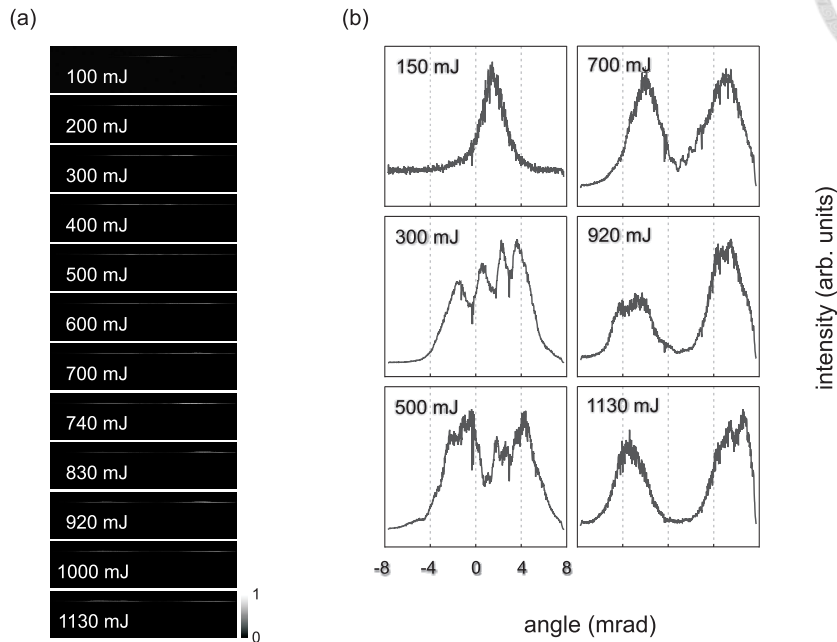 (a)
100 mJ
200 mJ
300 mJ
400 mJ
500 mJ
600 mJ
700 mJ
740 mJ
830 mJ
920 mJ
1000 mJ
1130 mJ
1
0
(b)
150 mJ
700 mJ
300 mJ
920 mJ
500 mJ
1130 mJ
-8 -4 0 4 8
angle (mrad)
intensity (arb. units)